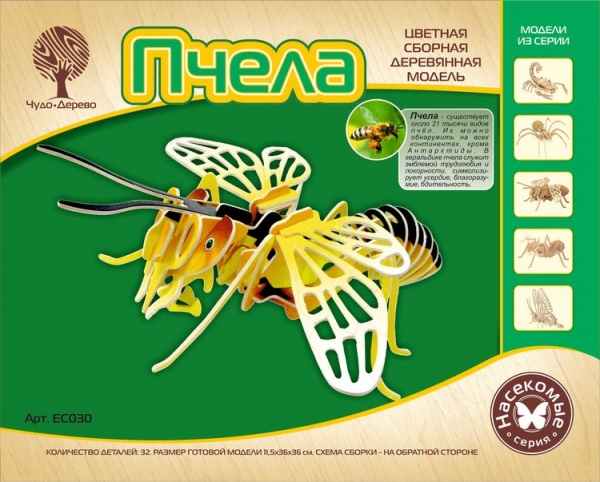 Чудо-Дерево
Пчела
ЦВЕТНАЯ
СБОРНАЯ
ДЕРЕВЯННАЯ
МОДЕЛЬ
МОДЕЛИ
ИЗ СЕРИИ
Пчела - существует
около 21 тысячи видов
пчёл. Их можно
обнаружить на всех
континентах, кроме
Антарктиды. В
геральдике пчела служит
эмблемой трудолюбия и
покорности, символизи-
рует усердие, благоразу-
мие, бдительность.
Арт. EC030
Насекомые
серия
КОЛИЧЕСТВО ДЕТАЛЕЙ: 32. РАЗМЕР ГОТОВОЙ МОДЕЛИ 11,5х36х36 см. СХЕМА СБОРКИ - НА ОБРАТНОЙ СТОРОНЕ